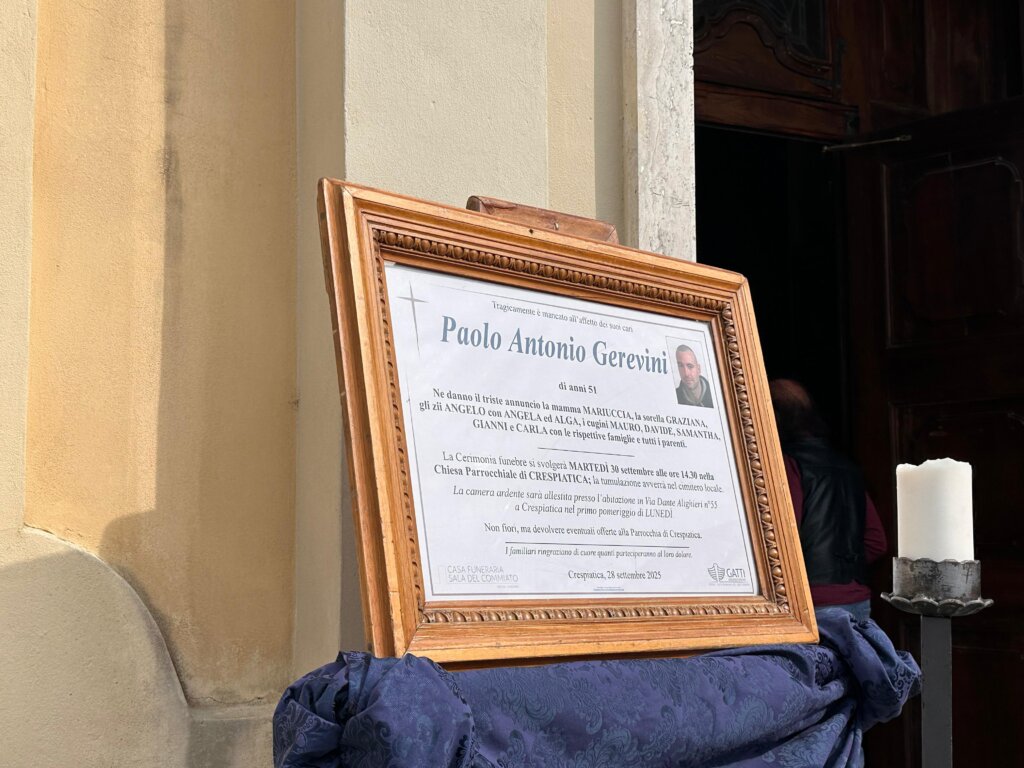 Tragicamente è mancato all'affetto dei suoi cari
Paolo Antonio Gerevini
di anni 51
Ne danno il triste annuncio la mamma MARIUCCIA, la sorella GRAZIANA,
gli zii ANGELO con ANGELA ed ALGA, i cugini MAURO, DAVIDE, SAMANTHA,
GIANNI e CARLA con le rispettive famiglie e tutti i parenti.
La Cerimonia funebre si svolgerà MARTEDÌ 30 settembre alle ore 14.30 nella
Chiesa Parrocchiale di CRESPIATICA; la tumulazione avverrà nel cimitero locale.
La camera ardente sarà allestita presso l'abitazione in Via Dante Alighieri n°55
a Crespiatica nel primo pomeriggio di LUNEDÌ
Non fiori, ma devolvere eventuali offerte alla Parrocchia di Crespiatica.
I familiari ringraziano di cuore quanti parteciperanno al loro dolore.
CASA FUNERARIA
SALA DEL COMMIATO
Crespiatica, 28 settembre 2025
GATTI